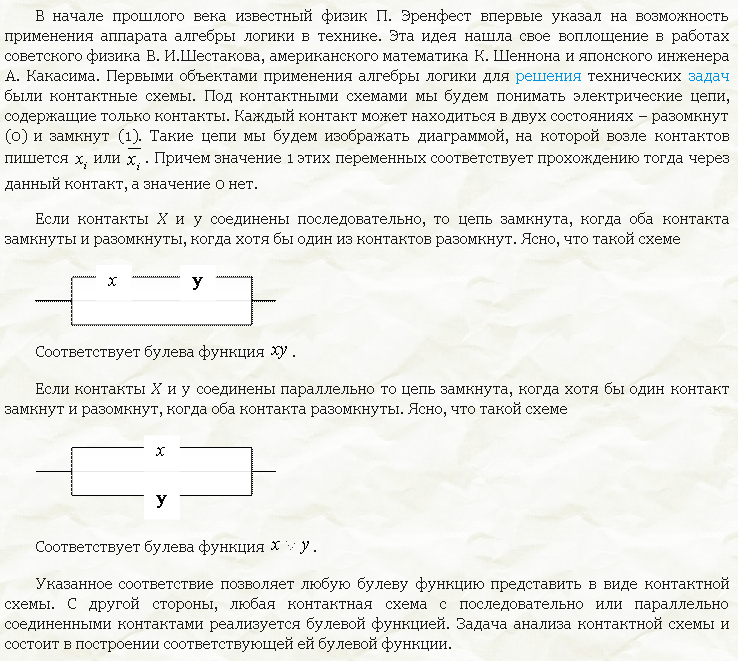 В начале прошлого века известный физик П. Эренфест впервые указал на возможность
применения аппарата алгебры логики в технике. Эта идея нашла свое воплощение в работах
советского физика В. И.Шестакова, американского математика К. Шеннона и японского инженера
А. Какасима. Первыми объектами применения алгебры логики для решения технических задач
были контактные схемы. Под контактными схемами мы будем понимать электрические цепи,
содержащие только контакты. Каждый контакт может находиться в двух состояниях – разомкнут
(0) и замкнут (1). Такие цепи мы будем изображать диаграммой, на которой возле контактов
пишется xᵢ или x̅ᵢ . Причем значение 1 этих переменных соответствует прохождению тогда через
данный контакт, а значение 0 нет.
Если контакты X и y соединены последовательно, то цепь замкнута, когда оба контакта
замкнуты и разомкнуты, когда хотя бы один из контактов разомкнут. Ясно, что такой схеме
x y
Соответствует булева функция xy .
Если контакты X и y соединены параллельно то цепь замкнута, когда хотя бы один контакт
замкнут и разомкнут, когда оба контакта разомкнуты. Ясно, что такой схеме
x
y
Соответствует булева функция x ∨ y .
Указанное соответствие позволяет любую булеву функцию представить в виде контактной
схемы. С другой стороны, любая контактная схема с последовательно или параллельно
соединенными контактами реализуется булевой функцией. Задача анализа контактной схемы и
состоит в построении соответствующей ей булевой функции.